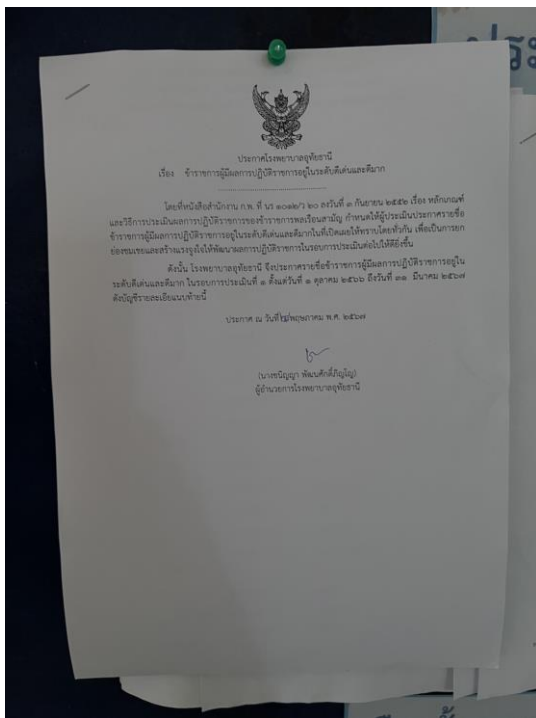 ประกาศโรงพยาบาลอุทัยธานี
เรื่อง ข้าราชการผู้มีผลการปฏิบัติราชการอยู่ในระดับดีเด่นและดีมาก
โดยที่หนังสือสำนักงาน ก.พ. ที่ นร ๑๐๑๒/ว ๒๐ ลงวันที่ ๓ กันยายน ๒๕๕๒ เรื่อง หลักเกณฑ์
และวิธีการประเมินผลการปฏิบัติราชการของข้าราชการพลเรือนสามัญ กำหนดให้ผู้ประเมินประกาศรายชื่อ
ข้าราชการผู้มีผลการปฏิบัติราชการอยู่ในระดับดีเด่นและดีมากในที่เปิดเผยให้ทราบโดยทั่วกัน เพื่อเป็นการยก
ย่องชมเชยและสร้างแรงจูงใจให้พัฒนาผลการปฏิบัติราชการในรอบการประเมินต่อไปให้ดียิ่งขึ้น
ดังนั้น โรงพยาบาลอุทัยธานี จึงประกาศรายชื่อข้าราชการผู้มีผลการปฏิบัติราชการอยู่ใน
ระดับดีเด่นและดีมาก ในรอบการประเมินที่ ๑ ตั้งแต่วันที่ ๑ ตุลาคม ๒๕๖๖ ถึงวันที่ ๓๑ มีนาคม ๒๕๖๗
ดังบัญชีรายละเอียดแนบท้ายนี้
ประกาศ ณ วันที่ พฤษภาคม พ.ศ. ๒๕๖๗
(นางชนิญญา พัฒนศักดิ์ภิญโญ)
ผู้อำนวยการโรงพยาบาลอุทัยธานี